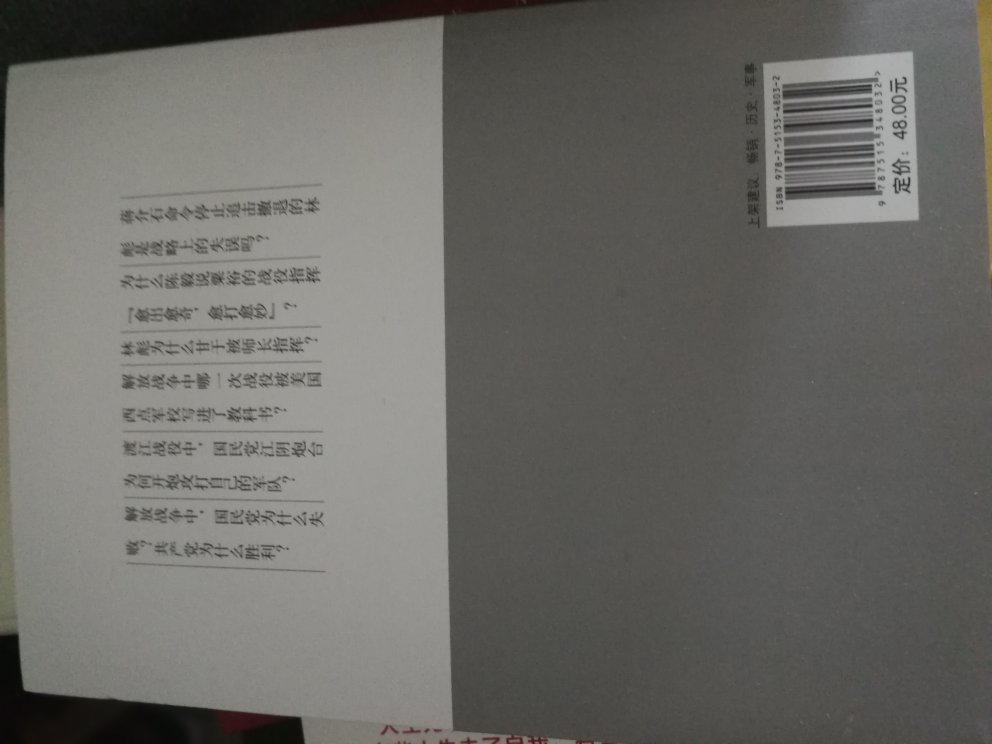 蒋介石命令停止追击撤退的林
彪是战略上的失误吗？
为什么陈毅说粟裕的战役指挥
『愈出愈奇，愈打愈妙』？
林彪为什么甘于被师长指挥？
解放战争中哪一次战役被美国
西点军校写进了教科书？
渡江战役中，国民党江阴炮台
为何开炮攻打自己的军队？
解放战争中，国民党为什么失
败？共产党为什么胜利？
上架建议 畅销·历史·军事
ISBN 978-7-5153-4803-2
9 787515 348032>
定价：48.00元